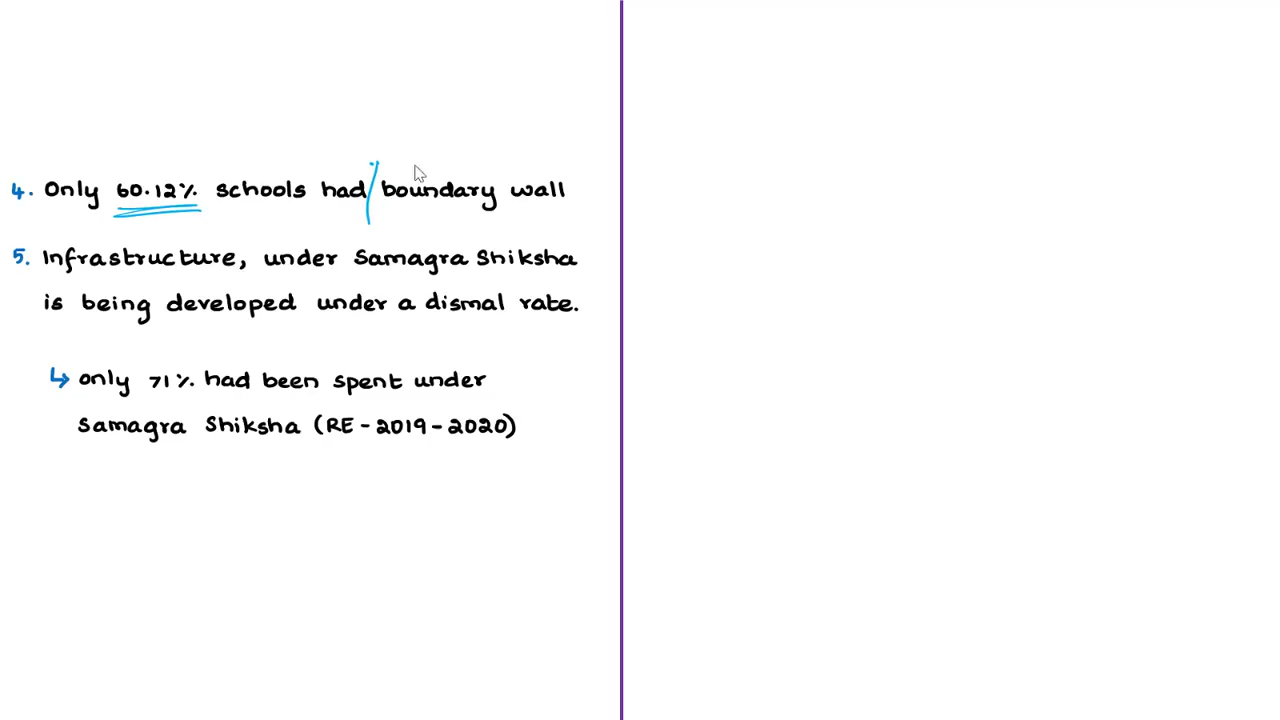 4. Only 60.12% schools had boundary wall
5. Infrastructure, under Samagra Shiksha
is being developed under a dismal rate.
↳ only 71% had been spent under
Samagra Shiksha (RE - 2019 - 2020)